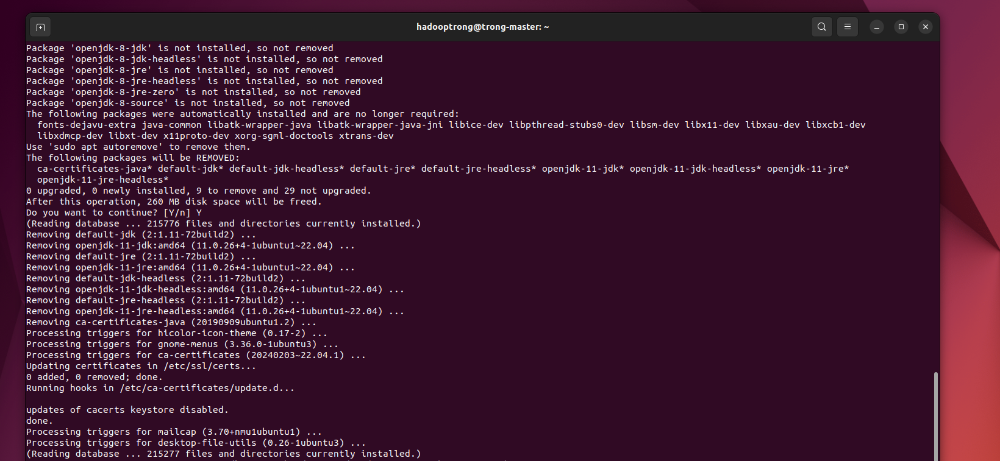 hadooptrong@trong-master: ~
Package 'openjdk-8-jdk' is not installed, so not removed
Package 'openjdk-8-jdk-headless' is not installed, so not removed
Package 'openjdk-8-jre' is not installed, so not removed
Package 'openjdk-8-jre-headless' is not installed, so not removed
Package 'openjdk-8-jre-zero' is not installed, so not removed
Package 'openjdk-8-source' is not installed, so not removed
The following packages were automatically installed and are no longer required:
  fonts-dejavu-extra java-common libatk-wrapper-java libatk-wrapper-java-jni libice-dev libpthread-stubs0-dev libsm-dev libx11-dev libxau-dev libxcb1-dev
  libxdmcp-dev libxt-dev x11proto-dev xorg-sgml-doctools xtrans-dev
Use 'sudo apt autoremove' to remove them.
The following packages will be REMOVED:
  ca-certificates-java* default-jdk* default-jdk-headless* default-jre* default-jre-headless* openjdk-11-jdk* openjdk-11-jdk-headless* openjdk-11-jre*
  openjdk-11-jre-headless*
0 upgraded, 0 newly installed, 9 to remove and 29 not upgraded.
After this operation, 260 MB disk space will be freed.
Do you want to continue? [Y/n] Y
(Reading database ... 215776 files and directories currently installed.)
Removing default-jdk (2:1.11-72build2) ...
Removing openjdk-11-jdk:amd64 (11.0.26+4-1ubuntu1~22.04) ...
Removing default-jre (2:1.11-72build2) ...
Removing openjdk-11-jre:amd64 (11.0.26+4-1ubuntu1~22.04) ...
Removing default-jdk-headless (2:1.11-72build2) ...
Removing openjdk-11-jdk-headless:amd64 (11.0.26+4-1ubuntu1~22.04) ...
Removing default-jre-headless (2:1.11-72build2) ...
Removing openjdk-11-jre-headless:amd64 (11.0.26+4-1ubuntu1~22.04) ...
Removing ca-certificates-java (20190909ubuntu1.2) ...
Processing triggers for hicolor-icon-theme (0.17-2) ...
Processing triggers for gnome-menus (3.36.0-1ubuntu3) ...
Processing triggers for ca-certificates (20240203~22.04.1) ...
Updating certificates in /etc/ssl/certs...
0 added, 0 removed; done.
Running hooks in /etc/ca-certificates/update.d...
updates of cacerts keystore disabled.
done.
Processing triggers for mailcap (3.70+nmu1ubuntu1) ...
Processing triggers for desktop-file-utils (0.26-1ubuntu3) ...
(Reading database ... 215277 files and directories currently installed.)